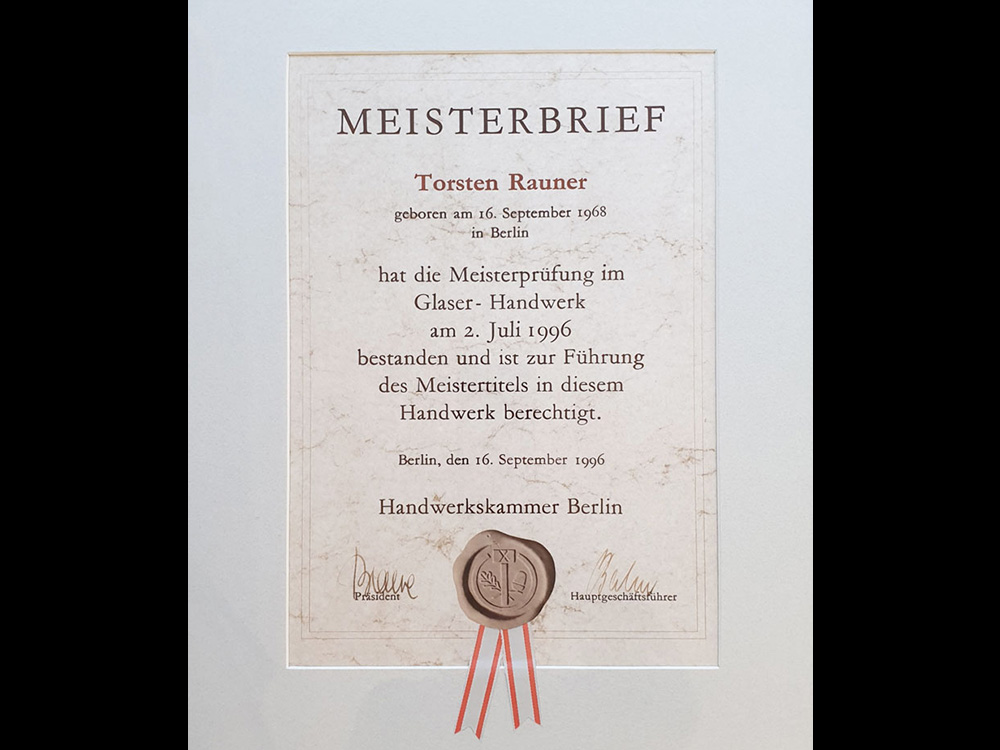 MEISTERBRIEF
Torsten Rauner
geboren am 16. September 1968
in Berlin
hat die Meisterprüfung im
Glaser- Handwerk
am 2. Juli 1996
bestanden und ist zur Führung
des Meistertitels in diesem
Handwerk berechtigt.
Berlin, den 16. September 1996
Handwerkskammer Berlin
Präsident
Hauptgeschäftsführer